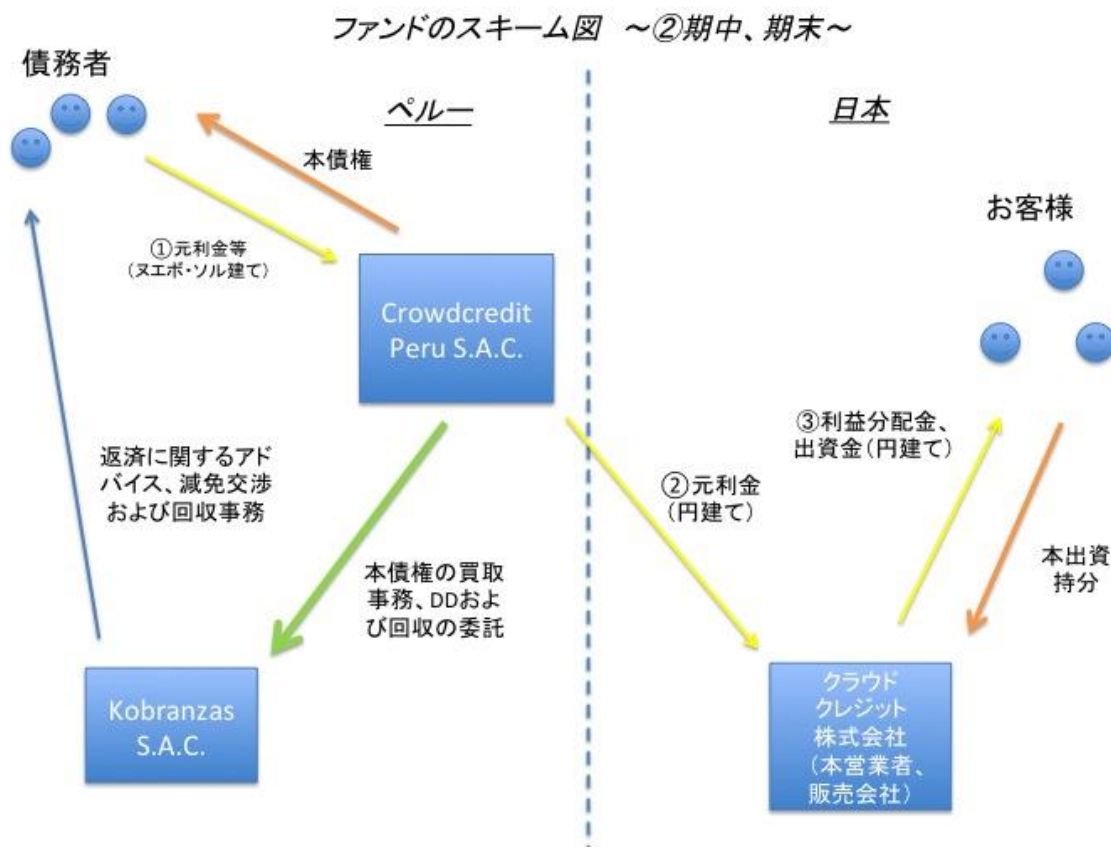 ファンドのスキーム図 ～②期中、期末～
債務者
ペルー
日本
本債権
お客様
①元利金等
(ヌエボ・ソル建て)
Crowdcredit
Peru S.A.C.
③利益分配金、
出資金(円建て)
返済に関するアド
バイス、減免交渉
および回収事務
②元利金
(円建て)
本出資
持分
本債権の買取
事務、DDおよ
び回収の委託
Kobranzas
S.A.C.
クラウド
クレジット
株式会社
(本営業者、
販売会社)